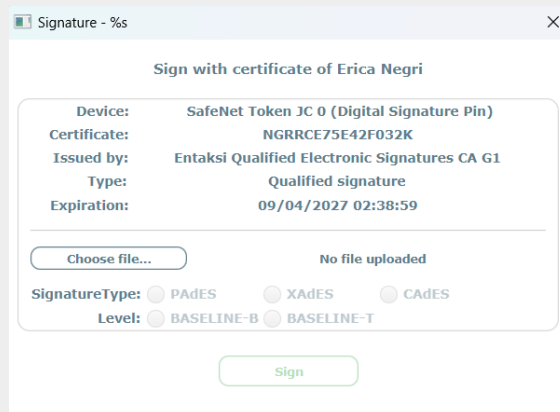 Signature - %s
Sign with certificate of Erica Negri
Device: SafeNet Token JC 0 (Digital Signature Pin)
Certificate: NGRRCE75E42F032K
Issued by: Entaksi Qualified Electronic Signatures CA G1
Type: Qualified signature
Expiration: 09/04/2027 02:38:59
Choose file... No file uploaded
SignatureType: PAdES XAdES CAdES
Level: BASELINE-B BASELINE-T
Sign